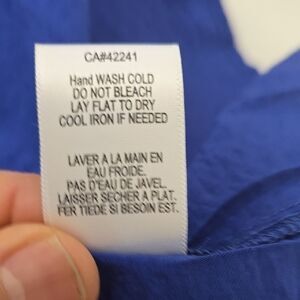 CA#42241
Hand WASH COLD
DO NOT BLEACH
LAY FLAT TO DRY
COOL IRON IF NEEDED
LAVER A LA MAIN EN
EAU FROIDE.
PAS D'EAU DE JAVEL.
LAISSER SECHER A PLAT.
FER TIEDE SI BESOIN EST.